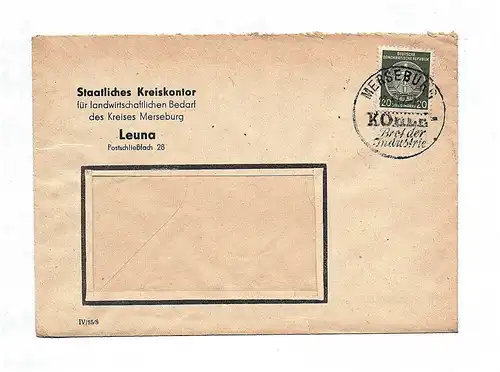 Staatliches Kreiskontor
für landwirtschaftlichen Bedarf
des Kreises Merseburg
Leuna
Postschließfach 28
DEUTSCHE
DEMOKRATISCHE REPUBLIK
20 20
MERSEBURG
KOHLE
Brot der
Industrie
IV/55/8